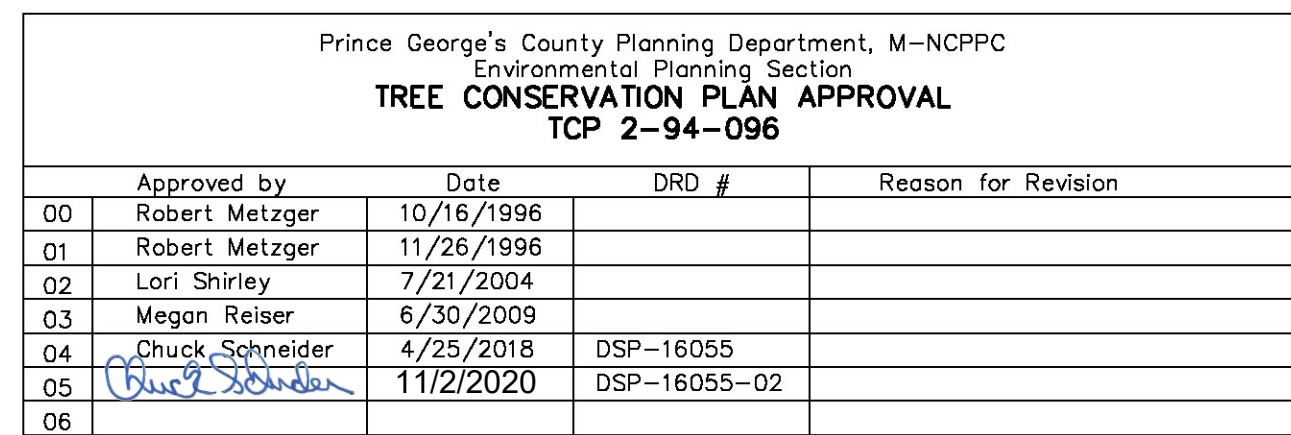 Prince George's County Planning Department, M-NCPPC
Environmental Planning Section
TREE CONSERVATION PLAN APPROVAL
TCP 2-94-096
Approved by Date DRD # Reason for Revision
00 Robert Metzger 10/16/1996
01 Robert Metzger 11/26/1996
02 Lori Shirley 7/21/2004
03 Megan Reiser 6/30/2009
04 Chuck Schneider 4/25/2018 DSP-16055
05 Chuck Schneider 11/2/2020 DSP-16055-02
06